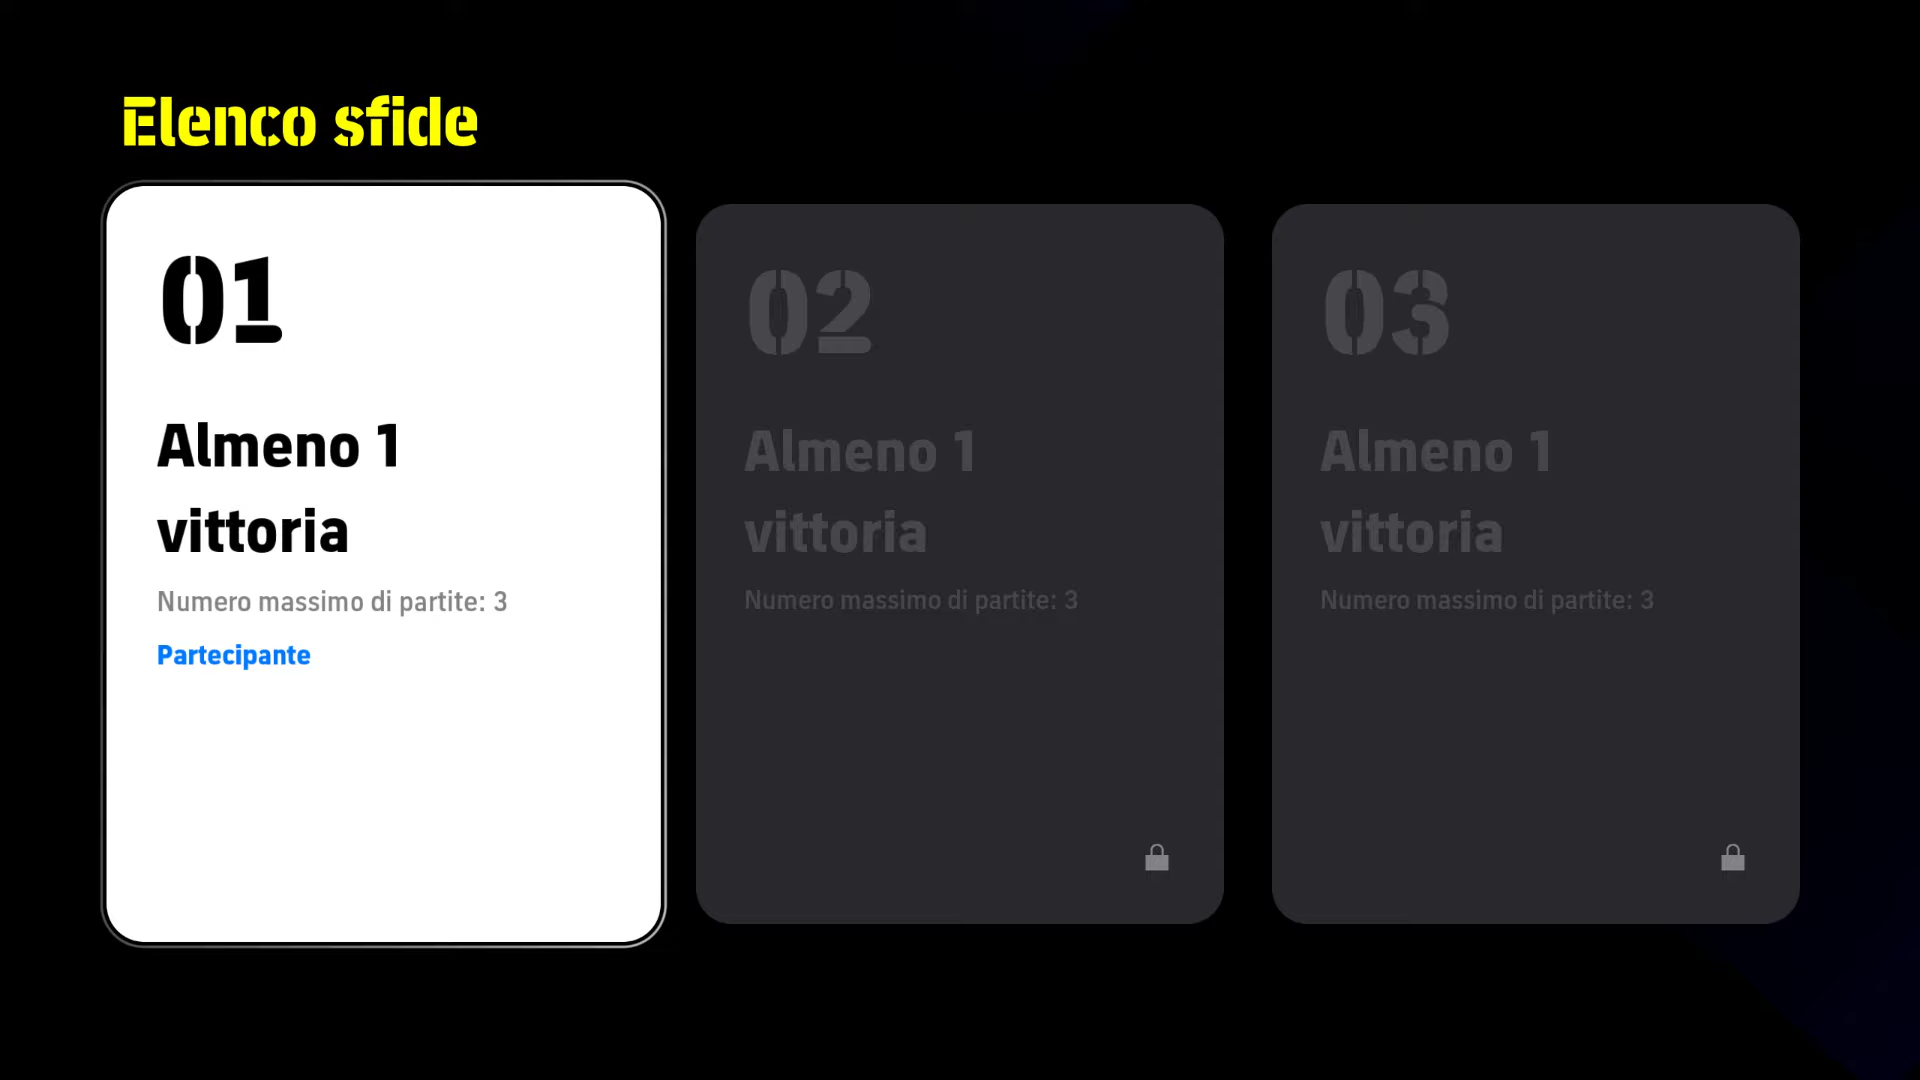 Elenco sfide
01
Almeno 1
vittoria
Numero massimo di partite: 3
Partecipante
02
Almeno 1
vittoria
Numero massimo di partite: 3
03
Almeno 1
vittoria
Numero massimo di partite: 3